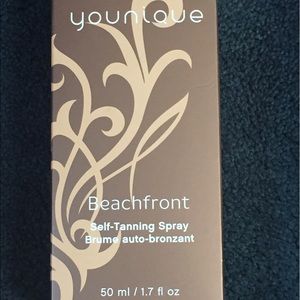 younique
Beachfront
Self-Tanning Spray
Brume auto-bronzant
50 ml / 1.7 fl oz